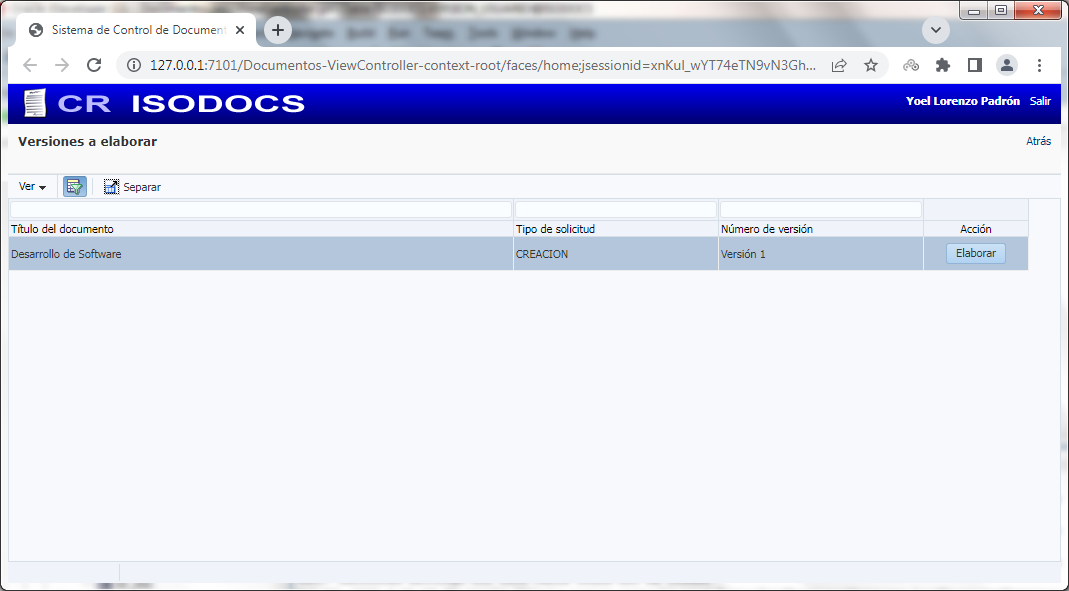 Sistema de Control de Document
127.0.0.1:7101/Documentos-ViewController-context-root/faces/home;jsessionid=xnKuI_wYT74eTN9vN3Gh...
CR ISODOCS
Yoel Lorenzo Padrón Salir
Versiones a elaborar
Atrás
Ver
Separar
Título del documento Tipo de solicitud Número de versión Acción
Desarrollo de Software CREACION Versión 1 Elaborar